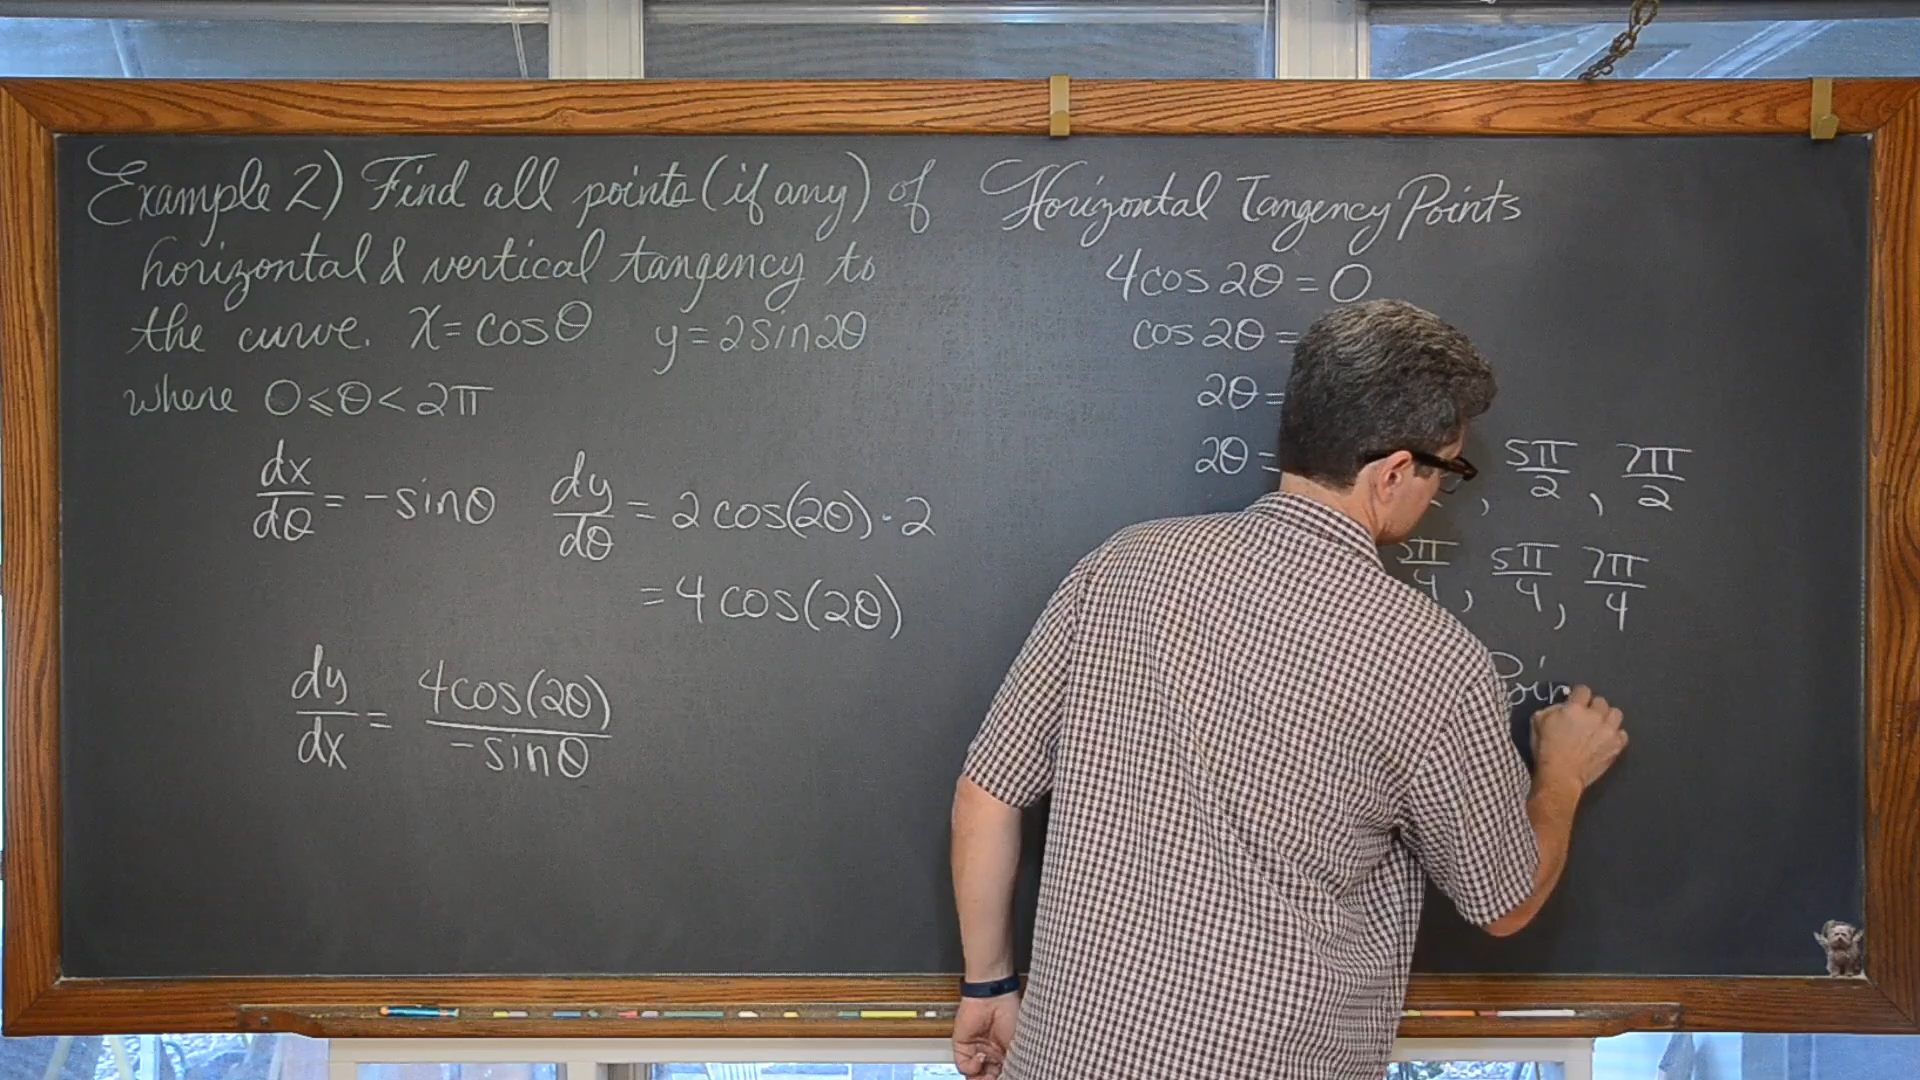 Example 2) Find all points (if any) of
horizontal & vertical tangency to
the curve. x = cosθ y = 2sin2θ
where 0 ≤ θ < 2π
dx/dθ = -sinθ dy/dθ = 2cos(2θ)·2
= 4cos(2θ)
dy/dx = 4cos(2θ)/-sinθ
Horizontal Tangency Points
4cos2θ = 0
cos2θ =
2θ =
2θ = , 5π/2, 7π/2
π/4, 5π/4, 7π/4